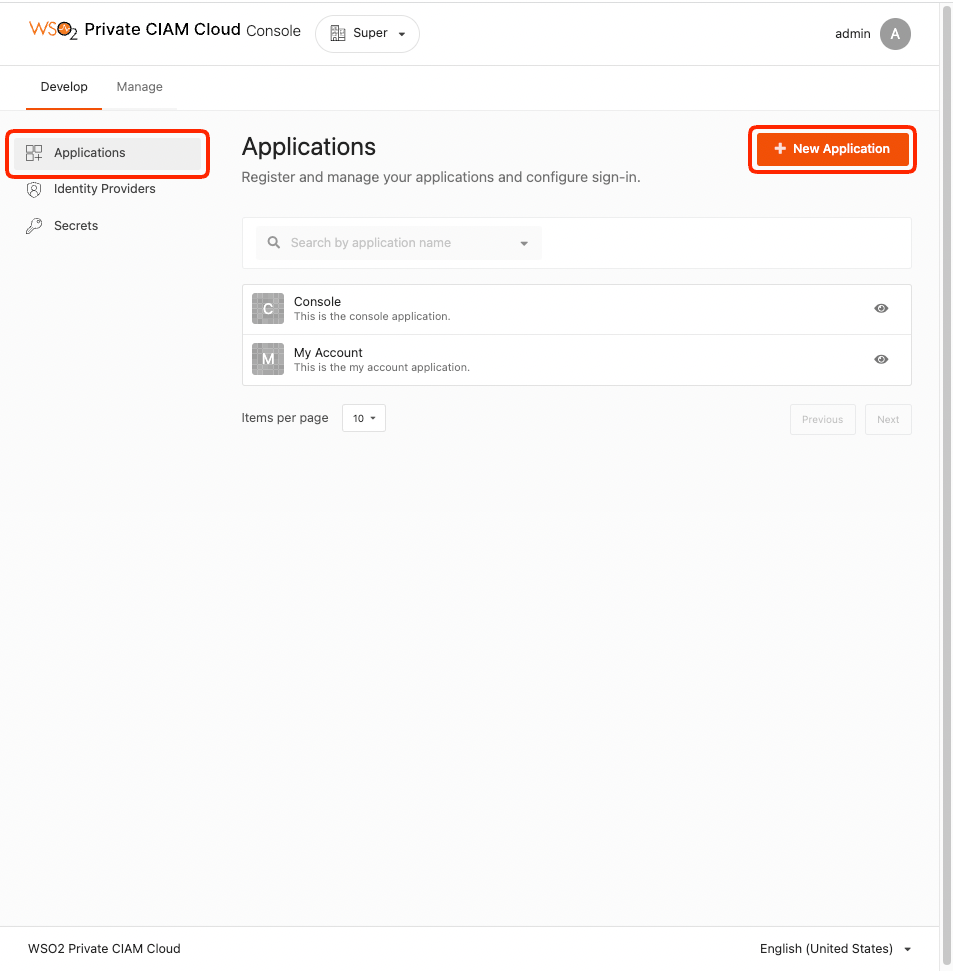 WSO2 Private CIAM Cloud Console
Super
admin
A
Develop
Manage
Applications
Identity Providers
Secrets
Applications
Register and manage your applications and configure sign-in.
New Application
Search by application name
C
Console
This is the console application.
M
My Account
This is the my account application.
Items per page
10
Previous
Next
WSO2 Private CIAM Cloud
English (United States)